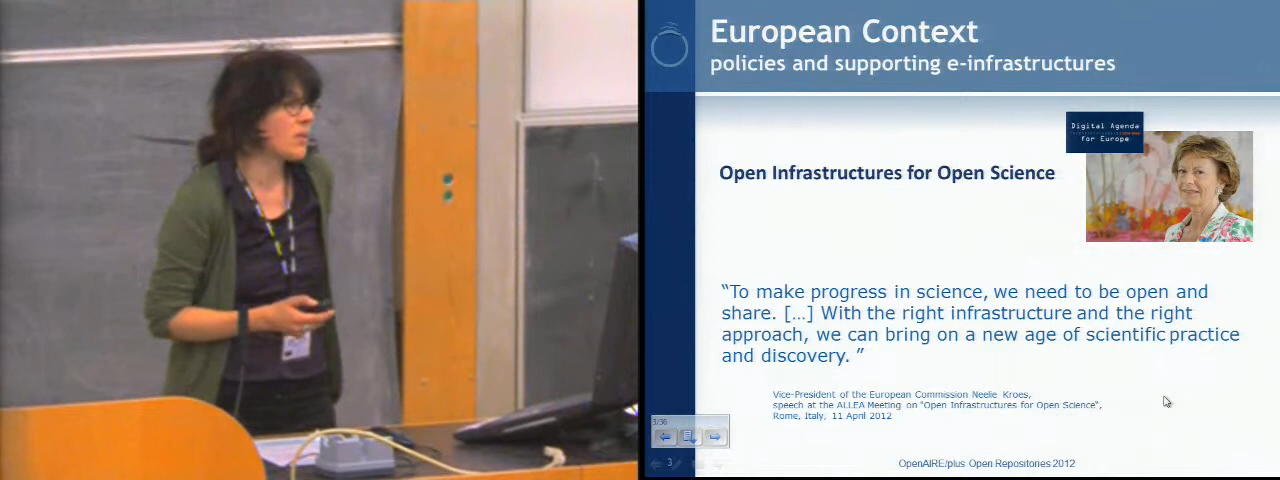 European Context
policies and supporting e-infrastructures
Digital Agenda
for Europe
Open Infrastructures for Open Science
“To make progress in science, we need to be open and
share. […] With the right infrastructure and the right
approach, we can bring on a new age of scientific practice
and discovery. ”
Vice-President of the European Commission Neelie Kroes,
speech at the ALLEA Meeting on "Open Infrastructures for Open Science",
Rome, Italy, 11 April 2012
3/36
3
OpenAIRE/plus Open Repositories 2012